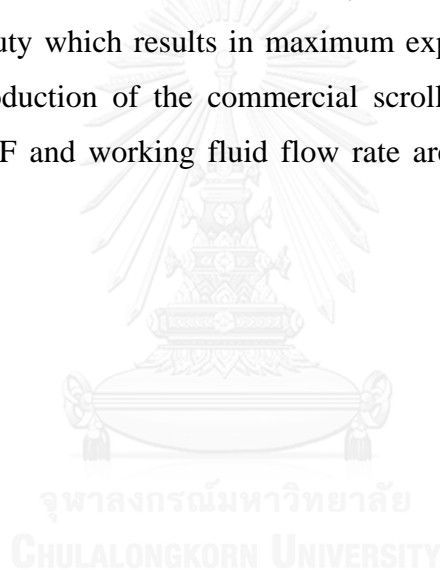 uty which results in maximum exp
oduction of the commercial scroll
F and working fluid flow rate are
จุฬาลงกรณ์มหาวิทยาลัย
CHULALONGKORN UNIVERSITY